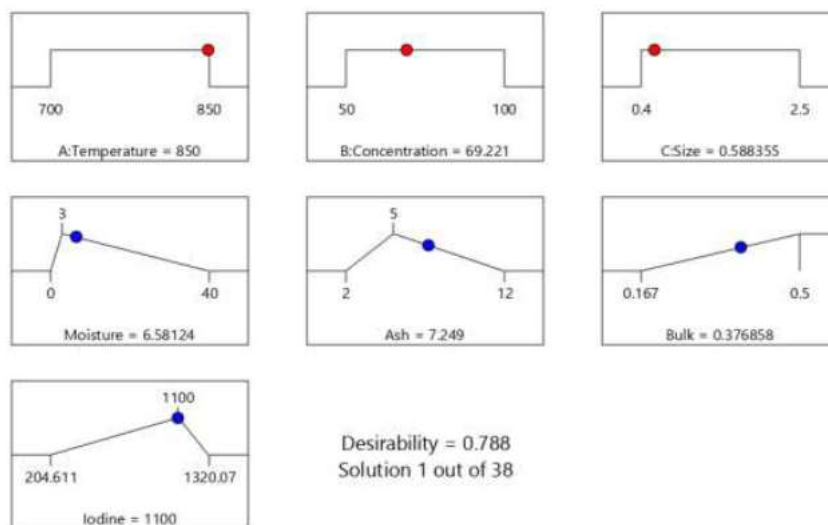 700 850
A:Temperature = 850
50 100
B:Concentration = 69.221
0.4 2.5
C:Size = 0.588355
3
0 40
Moisture = 6.58124
5
2 12
Ash = 7.249
0.167 0.5
Bulk = 0.376858
1100
204.611 1320.07
Iodine = 1100
Desirability = 0.788
Solution 1 out of 38